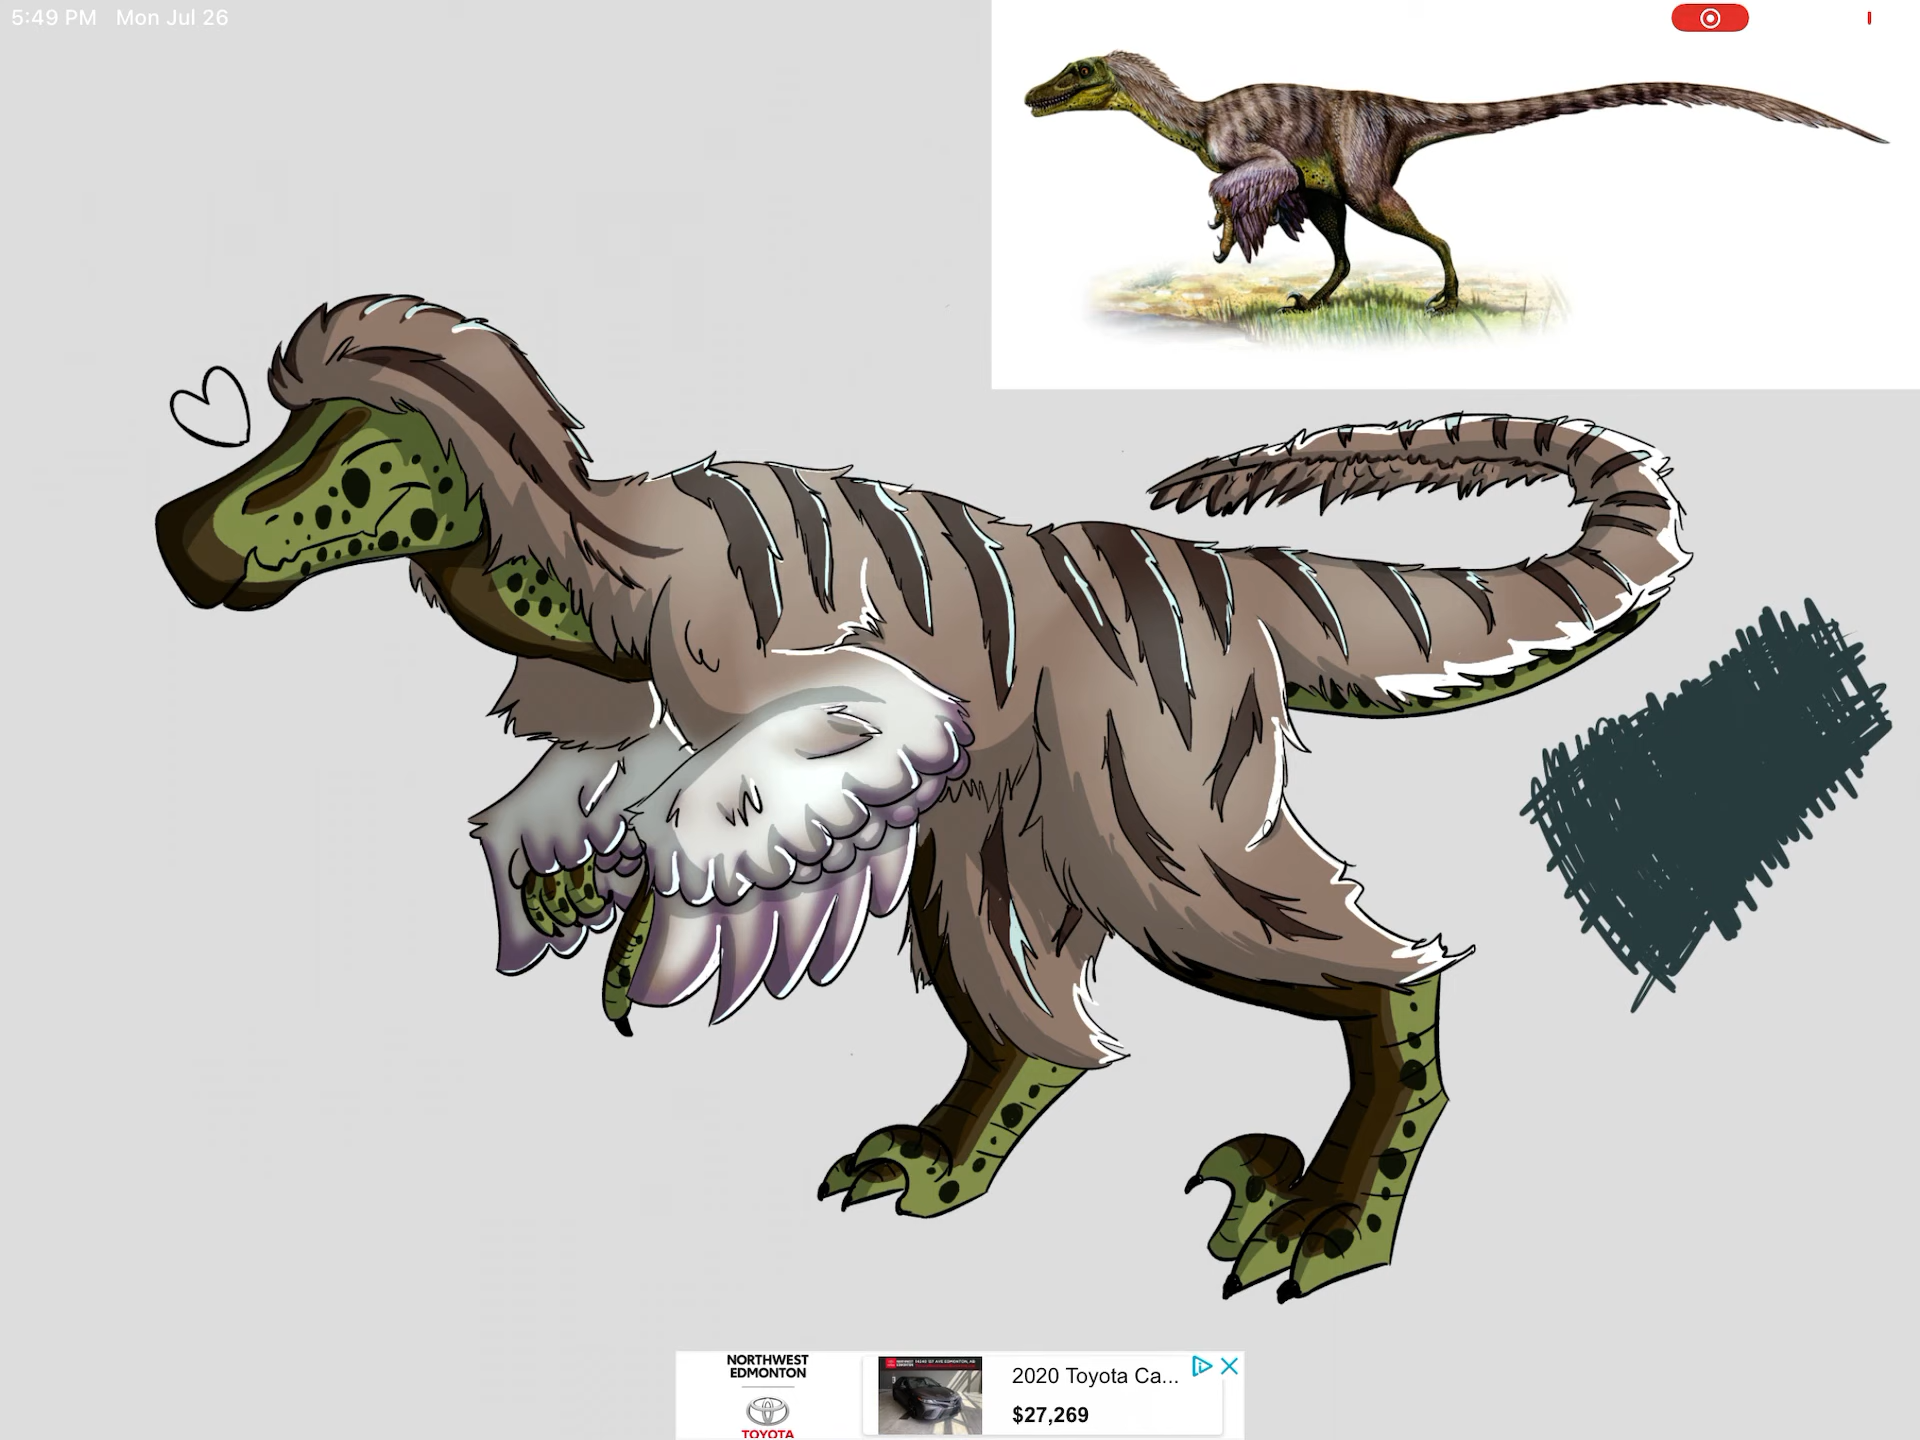 5:49 PM Mon Jul 26
NORTHWEST
EDMONTON
TOYOTA
2020 Toyota Ca...
$27,269